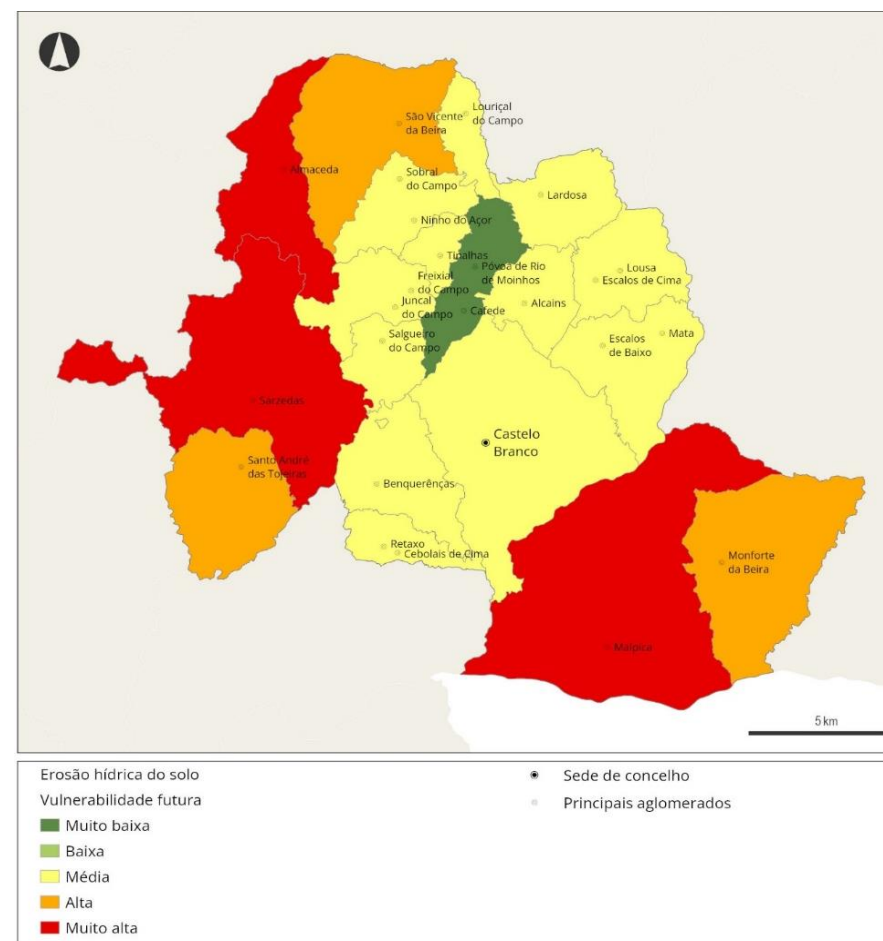 Louriçal
do Campo
São Vicente
da Beira
Almaceda
Sobral
do Campo
Lardosa
Ninho do Açor
Tinalhas
Póvoa de Rio
de Moinhos
Lousa
Escalos de Cima
Freixial
do Campo
Juncal
do Campo
Cafede
Alcains
Salgueiro
do Campo
Escalos
de Baixo
Mata
Sarzedas
Castelo
Branco
Santo André
das Tojeiras
Benquerênças
Retaxo
Cebolais de Cima
Monforte
da Beira
Malpica
5 km
Erosão hídrica do solo
Vulnerabilidade futura
Muito baixa
Baixa
Média
Alta
Muito alta
Sede de concelho
Principais aglomerados